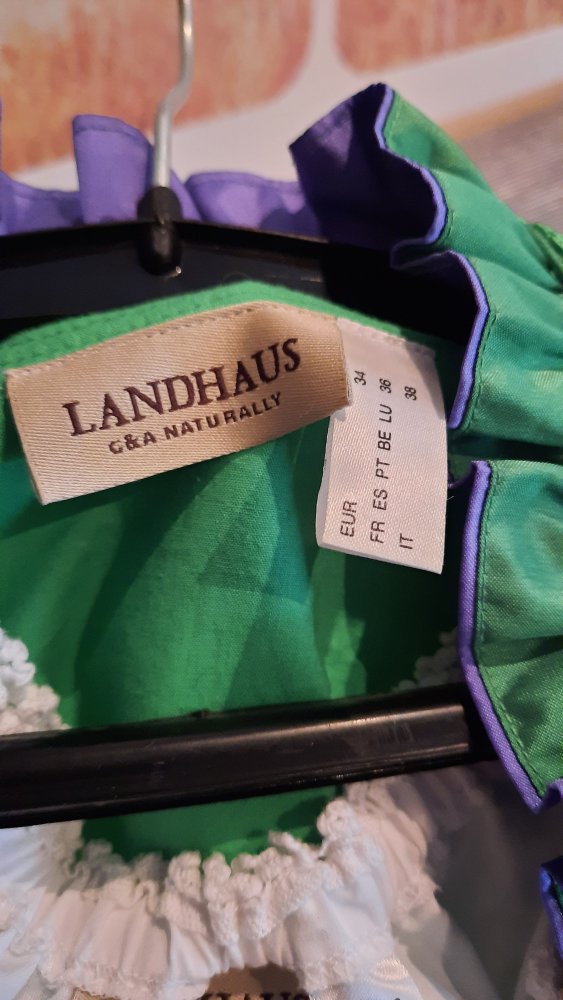 LANDHAUS
C&A NATURALLY
EUR 34
FR ES PT BE LU 36
IT 38